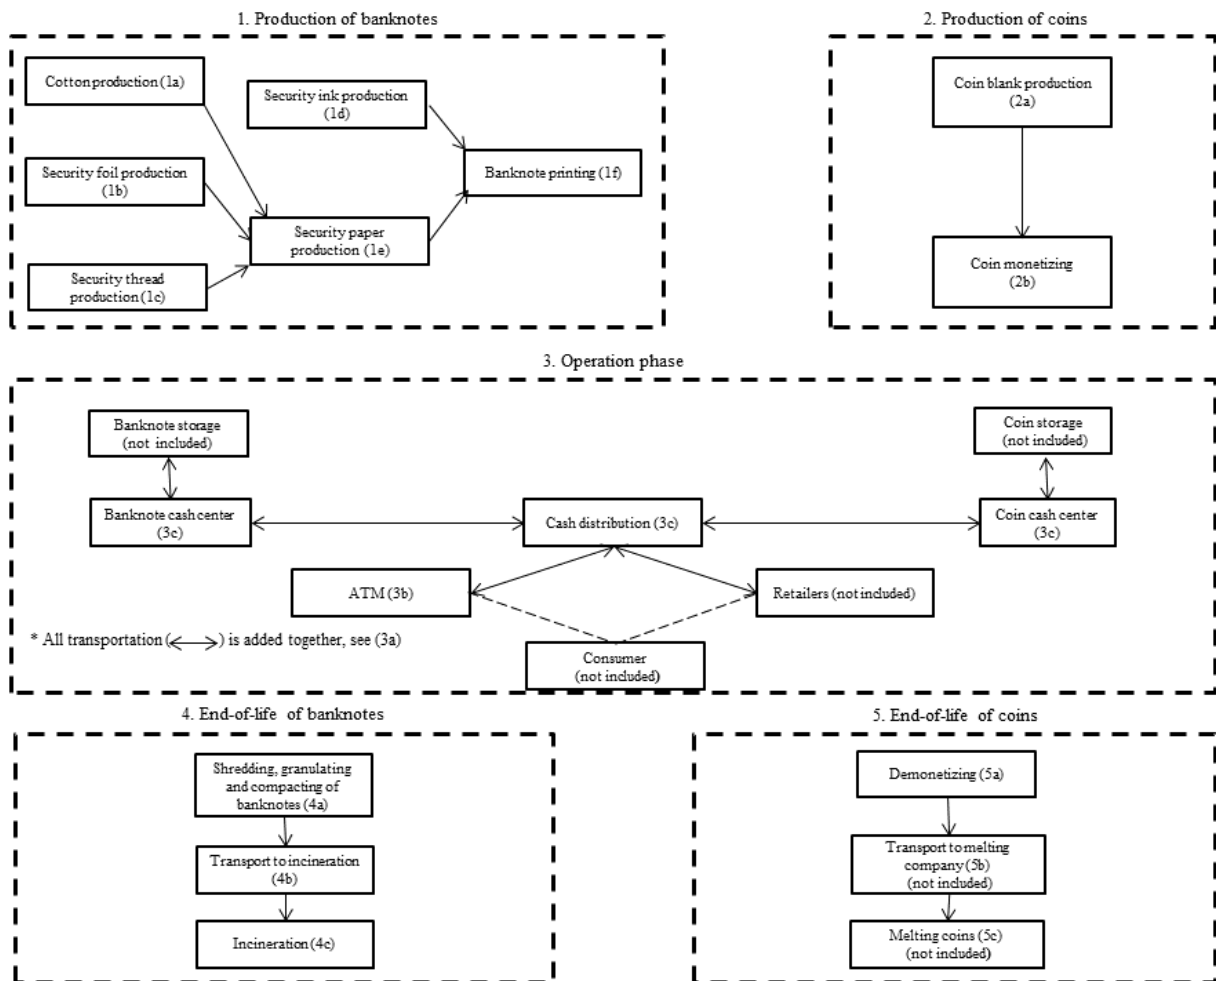 1. Production of banknotes
Cotton production (1a)
Security ink production
(1d)
Security foil production
(1b)
Banknote printing (1f)
Security paper
production (1e)
Security thread
production (1c)
2. Production of coins
Coin blank production
(2a)
Coin monetizing
(2b)
3. Operation phase
Banknote storage
(not included)
Coin storage
(not included)
Banknote cash center
(3c)
Cash distribution (3c)
Coin cash center
(3c)
ATM (3b)
Retailers (not included)
* All transportation (⟷) is added together, see (3a)
Consumer
(not included)
4. End-of-life of banknotes
Shredding, granulating
and compacting of
banknotes (4a)
Transport to incineration
(4b)
Incineration (4c)
5. End-of-life of coins
Demonetizing (5a)
Transport to melting
company (5b)
(not included)
Melting coins (5c)
(not included)